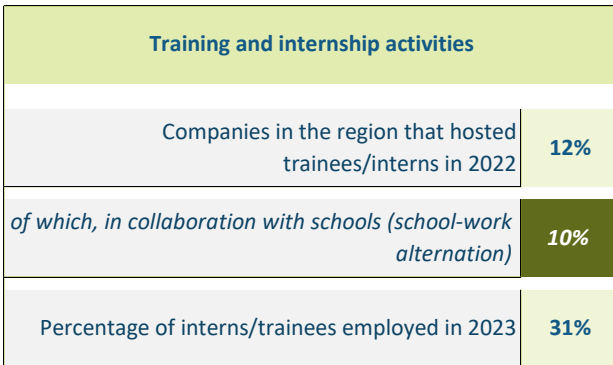 Training and internship activities
Companies in the region that hosted
trainees/interns in 2022
12%
of which, in collaboration with schools (school-work
alternation)
10%
Percentage of interns/trainees employed in 2023
31%